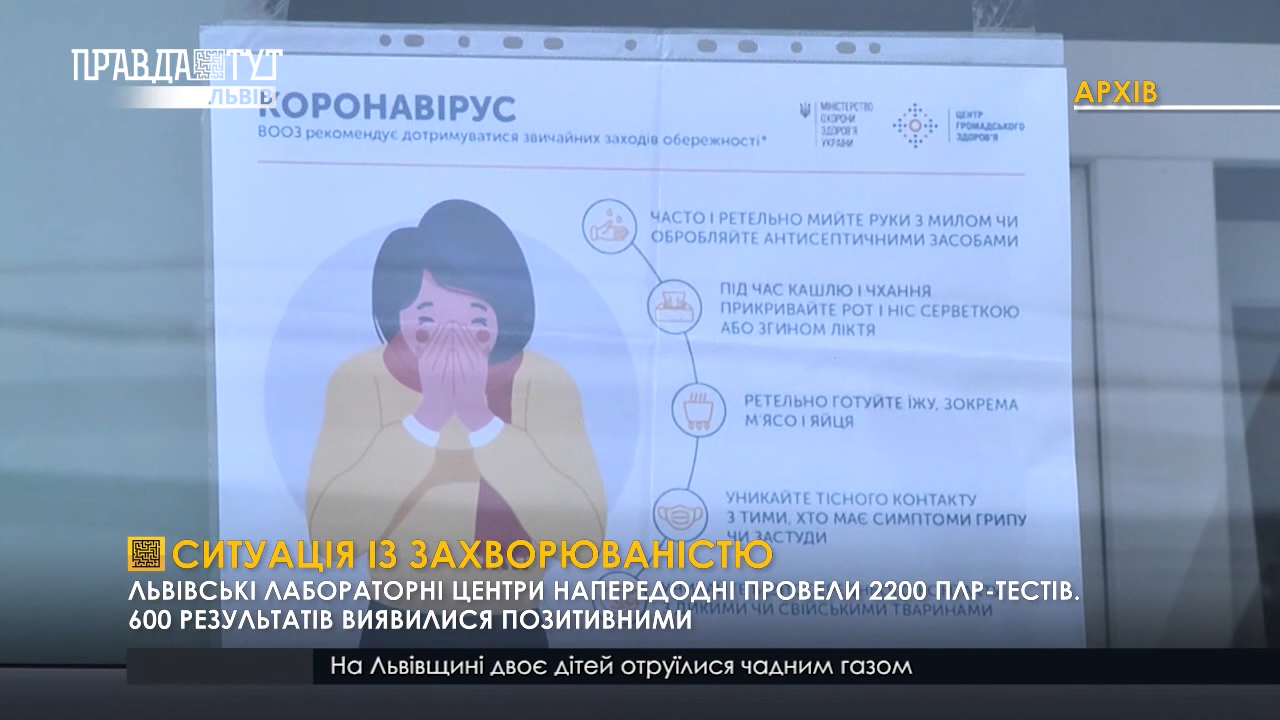 ПРАВДА ТУТ
ЛЬВІВ
АРХІВ
КОРОНАВІРУС
ВООЗ рекомендує дотримуватися звичайних заходів обережності*
МІНІСТЕРСТВО
ОХОРОНИ
ЗДОРОВ'Я
УКРАЇНИ
ЦЕНТР
ГРОМАДСЬКОГО
ЗДОРОВ'Я
ЧАСТО І РЕТЕЛЬНО МИЙТЕ РУКИ З МИЛОМ ЧИ
ОБРОБЛЯЙТЕ АНТИСЕПТИЧНИМИ ЗАСОБАМИ
ПІД ЧАС КАШЛЮ І ЧХАННЯ
ПРИКРИВАЙТЕ РОТ І НІС СЕРВЕТКОЮ
АБО ЗГИНОМ ЛІКТЯ
РЕТЕЛЬНО ГОТУЙТЕ ЇЖУ, ЗОКРЕМА
М'ЯСО І ЯЙЦЯ
УНИКАЙТЕ ТІСНОГО КОНТАКТУ
З ТИМИ, ХТО МАЄ СИМПТОМИ ГРИПУ
ЧИ ЗАСТУДИ
З ДИКИМИ ЧИ СВІЙСЬКИМИ ТВАРИНАМИ
СИТУАЦІЯ ІЗ ЗАХВОРЮВАНІСТЮ
ЛЬВІВСЬКІ ЛАБОРАТОРНІ ЦЕНТРИ НАПЕРЕДОДНІ ПРОВЕЛИ 2200 ПЛР-ТЕСТІВ.
600 РЕЗУЛЬТАТІВ ВИЯВИЛИСЯ ПОЗИТИВНИМИ
На Львівщині двоє дітей отруїлися чадним газом